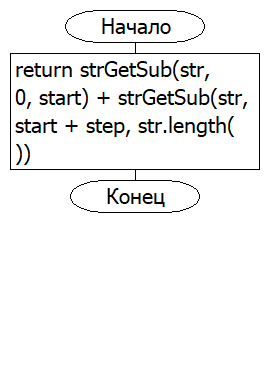 Начало
return strGetSub(str,
0, start) + strGetSub(str,
start + step, str.length(
))
Конец